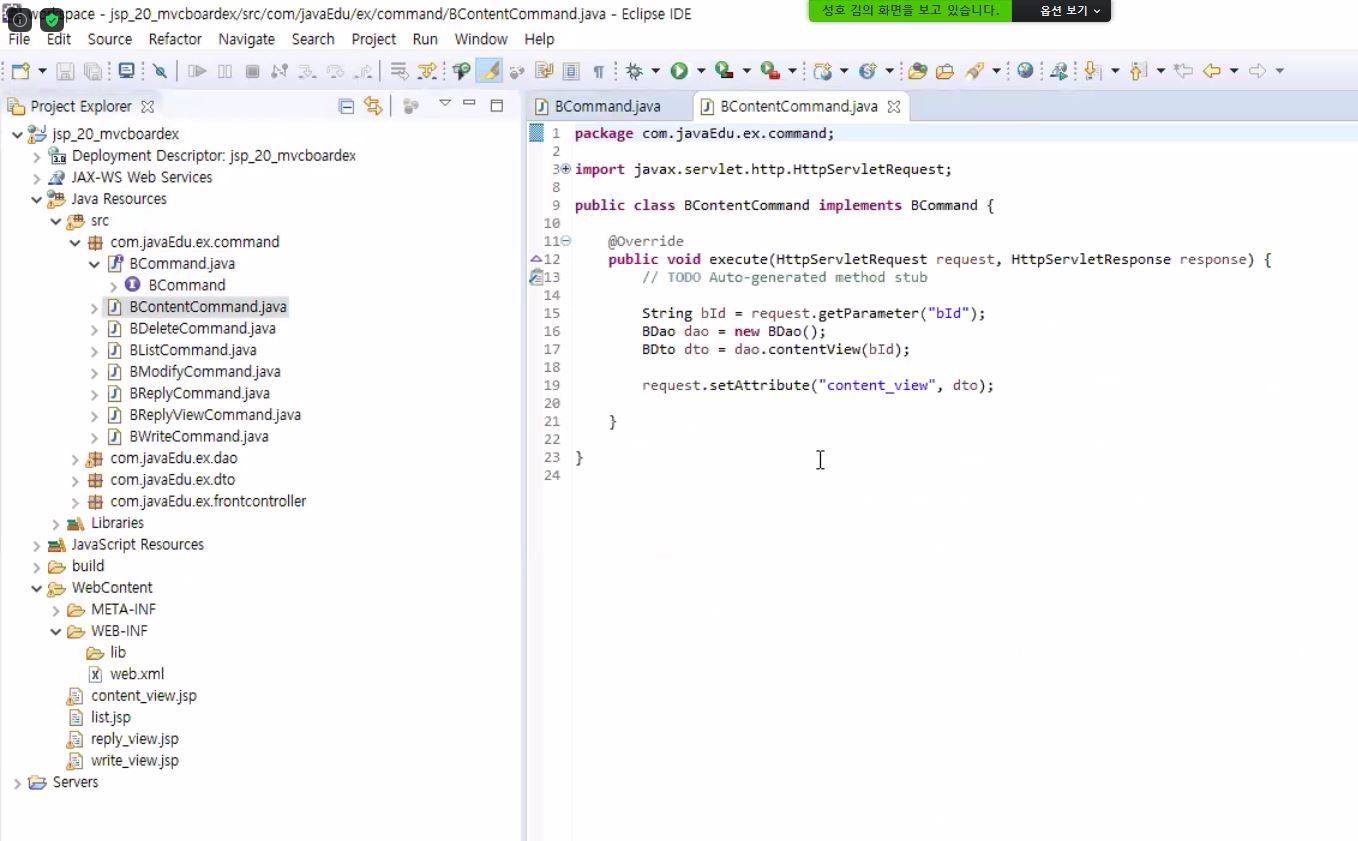 workspace - jsp_20_mvcboardex/src/com/javaEdu/ex/command/BContentCommand.java - Eclipse IDE
성호 김의 화면을 보고 있습니다. 옵션 보기
File Edit Source Refactor Navigate Search Project Run Window Help
Project Explorer
BCommand.java
BContentCommand.java
jsp_20_mvcboardex
Deployment Descriptor: jsp_20_mvcboardex
JAX-WS Web Services
Java Resources
src
com.javaEdu.ex.command
BCommand.java
BCommand
BContentCommand.java
BDeleteCommand.java
BListCommand.java
BModifyCommand.java
BReplyCommand.java
BReplyViewCommand.java
BWriteCommand.java
com.javaEdu.ex.dao
com.javaEdu.ex.dto
com.javaEdu.ex.frontcontroller
Libraries
JavaScript Resources
build
WebContent
META-INF
WEB-INF
lib
web.xml
content_view.jsp
list.jsp
reply_view.jsp
write_view.jsp
Servers
1 package com.javaEdu.ex.command;
2
3 import javax.servlet.http.HttpServletRequest;
8
9 public class BContentCommand implements BCommand {
10
11 @Override
12 public void execute(HttpServletRequest request, HttpServletResponse response) {
13 // TODO Auto-generated method stub
14
15 String bId = request.getParameter("bId");
16 BDao dao = new BDao();
17 BDto dto = dao.contentView(bId);
18
19 request.setAttribute("content_view", dto);
20
21 }
22
23 }
24